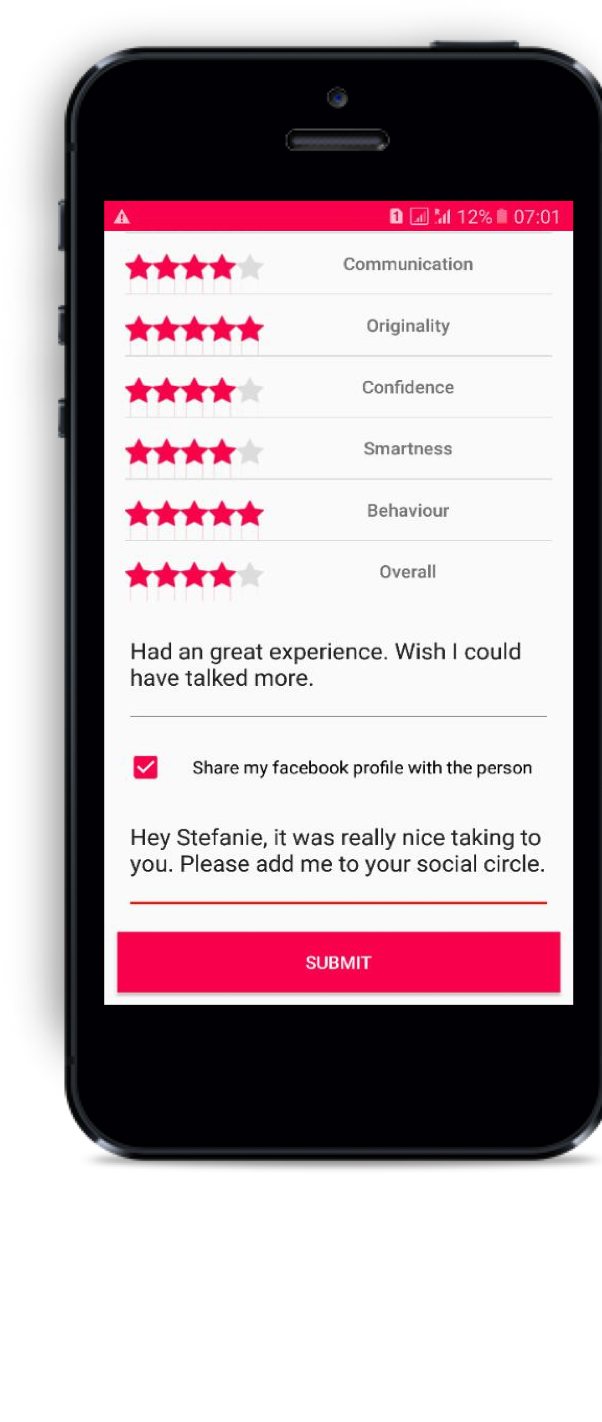 1 12% 07:01
Communication
Originality
Confidence
Smartness
Behaviour
Overall
Had an great experience. Wish I could
have talked more.
Share my facebook profile with the person
Hey Stefanie, it was really nice taking to
you. Please add me to your social circle.
SUBMIT